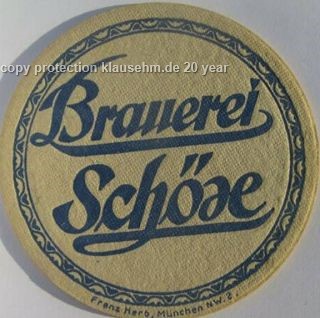 copy protection klausehm.de 20 year
Brauerei
Schöde
Franz Herb, München NW. 2.